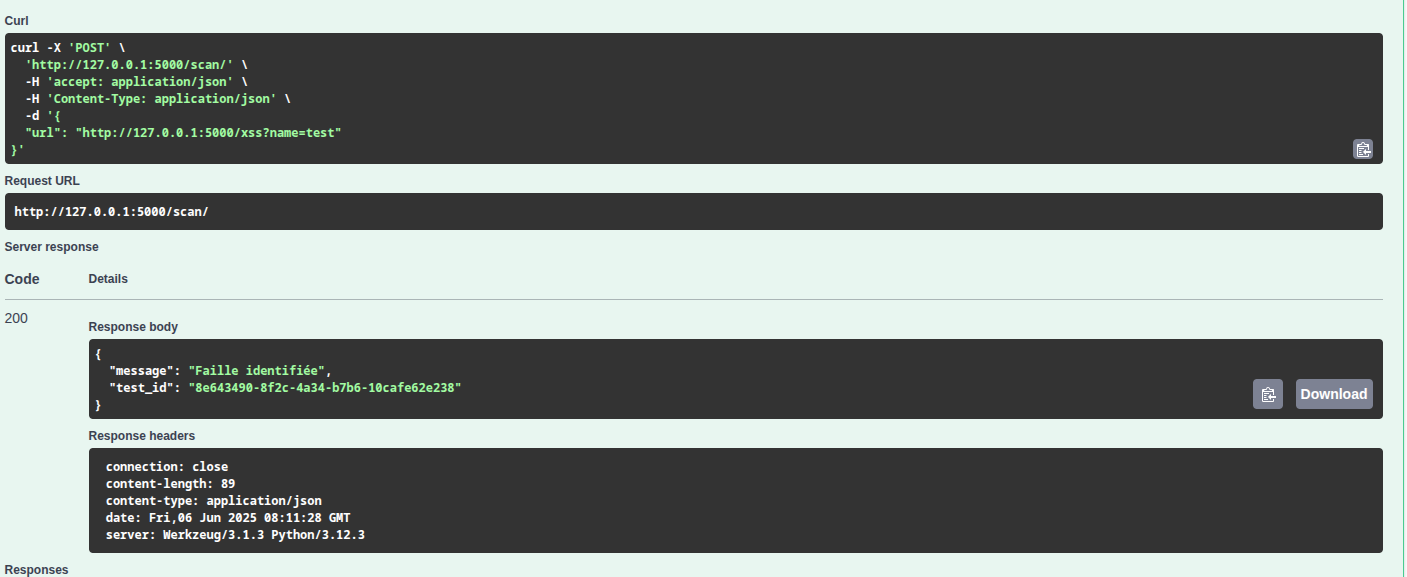 Curl
curl -X 'POST' \
'http://127.0.0.1:5000/scan/' \
-H 'accept: application/json' \
-H 'Content-Type: application/json' \
-d '{
"url": "http://127.0.0.1:5000/xss?name=test"
}'
Request URL
http://127.0.0.1:5000/scan/
Server response
Code Details
200
Response body
{
"message": "Faille identifiée",
"test_id": "8e643490-8f2c-4a34-b7b6-10cafe62e238"
}
Download
Response headers
connection: close
content-length: 89
content-type: application/json
date: Fri,06 Jun 2025 08:11:28 GMT
server: Werkzeug/3.1.3 Python/3.12.3
Responses